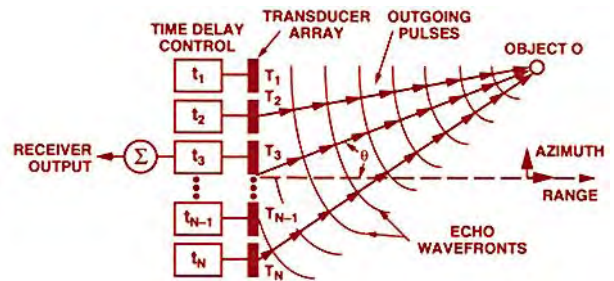 TIME DELAY
CONTROL
TRANSDUCER
ARRAY
OUTGOING
PULSES
OBJECT O
t1
T1
t2
T2
RECEIVER
OUTPUT
Σ
t3
T3
θ
AZIMUTH
RANGE
tN–1
TN–1
ECHO
WAVEFRONTS
tN
TN